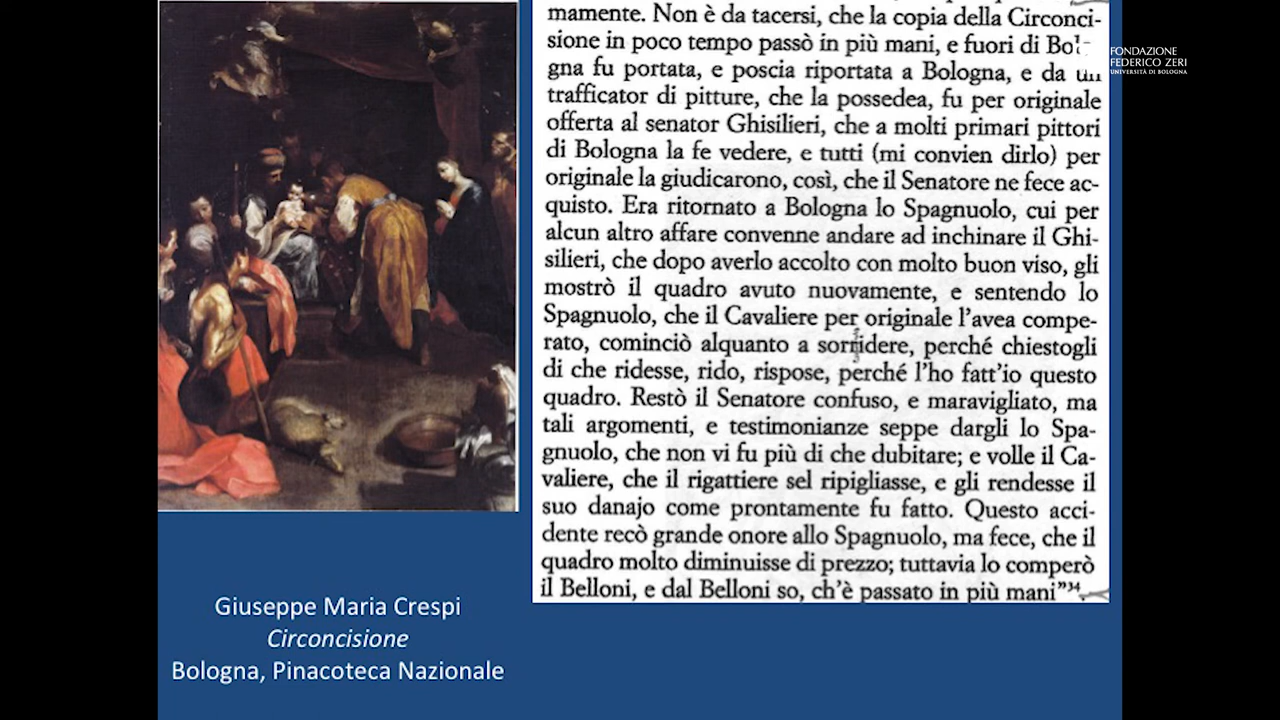 mamente. Non è da tacersi, che la copia della Circonci-
sione in poco tempo passò in più mani, e fuori di Bo
gna fu portata, e poscia riportata a Bologna, e da un
trafficator di pitture, che la possedea, fu per originale
offerta al senator Ghisilieri, che a molti primari pittori
di Bologna la fe vedere, e tutti (mi convien dirlo) per
originale la giudicarono, così, che il Senatore ne fece ac-
quisto. Era ritornato a Bologna lo Spagnuolo, cui per
alcun altro affare convenne andare ad inchinare il Ghi-
silieri, che dopo averlo accolto con molto buon viso, gli
mostrò il quadro avuto nuovamente, e sentendo lo
Spagnuolo, che il Cavaliere per originale l'avea compe-
rato, cominciò alquanto a sorridere, perché chiestogli
di che ridesse, rido, rispose, perché l'ho fatt'io questo
quadro. Restò il Senatore confuso, e maravigliato, ma
tali argomenti, e testimonianze seppe dargli lo Spa-
gnuolo, che non vi fu più di che dubitare; e volle il Ca-
valiere, che il rigattiere sel ripigliasse, e gli rendesse il
suo danajo come prontamente fu fatto. Questo acci-
dente recò grande onore allo Spagnuolo, ma fece, che il
quadro molto diminuisse di prezzo; tuttavia lo comperò
il Belloni, e dal Belloni so, ch'è passato in più mani"³⁴.
FONDAZIONE
FEDERICO ZERI
UNIVERSITÀ DI BOLOGNA
Giuseppe Maria Crespi
Circoncisione
Bologna, Pinacoteca Nazionale